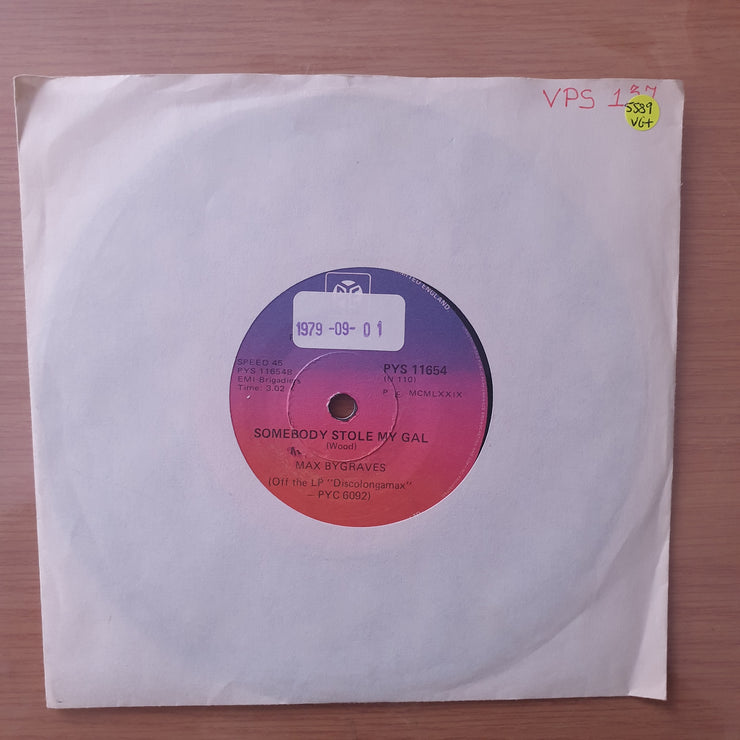 VPS 137
5589
VG+
1979-09-01
SPEED 45
PYS 11654B
EMI-Brigadiers
Time: 3.02
PYS 11654
(N 110)
P MCMLXXIX
SOMEBODY STOLE MY GAL
(Wood)
MAX BYGRAVES
(Off the LP "Discolongamax"
– PYC 6092)
ENGLAND